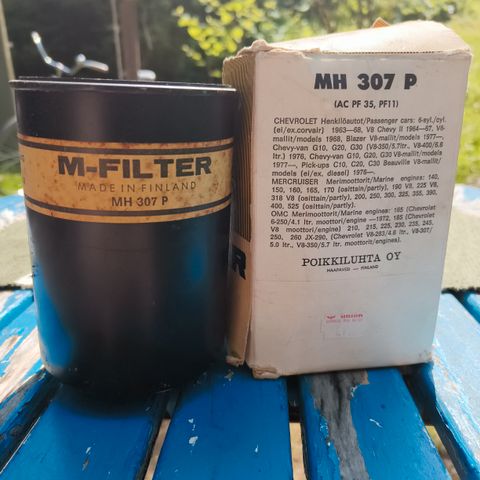 M-FILTER
MADE IN FINLAND
MH 307 P
MH 307 P
(AC PF 35, PF11)
CHEVROLET Henkilöautot/Passenger cars: 6-syl./cyl.
(ei/ex.corvair) 1963—68, V8 Chevy II 1964—67, V8-
mallit/models 1968, Blazer V8-mallit/models 1977—,
Chevy-van G10, G20, G30 (V8-350/5.7ltr., V8-400/6.6
ltr.) 1976, Chevy-van G10, G20, G30 V8-mallit/models
1977—, Pick-ups C10, C20, C30 Beauville V8-mallit/
models (ei/ex. diesel) 1976—.
MERCRUISER Merimoottorit/Marine engines: 140,
150, 160, 165, 170 (osittain/partly), 190 V8, 225 V8,
318 V8 (osittain/partly), 200, 250, 300, 325, 355, 390,
400, 525 (osittain/partly).
OMC Merimoottorit/Marine engines: 165 (Chevrolet
6-250/4.1 ltr. moottori/engine —1972, 185 (Chevrolet
V8 moottori/engine) 210, 215, 225, 230, 235, 245,
250, 260 JX-290, (Chevrolet V8-283/4.6 ltr., V8-307/
5.0 ltr., V8-350/5.7 ltr. moottorit/engines).
POIKKILUHTA OY
HAAPAVESI — FINLAND